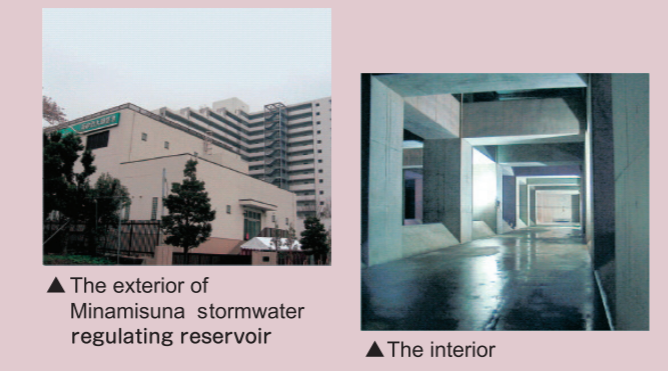 ▲ The exterior of
Minamisuna stormwater
regulating reservoir
▲ The interior